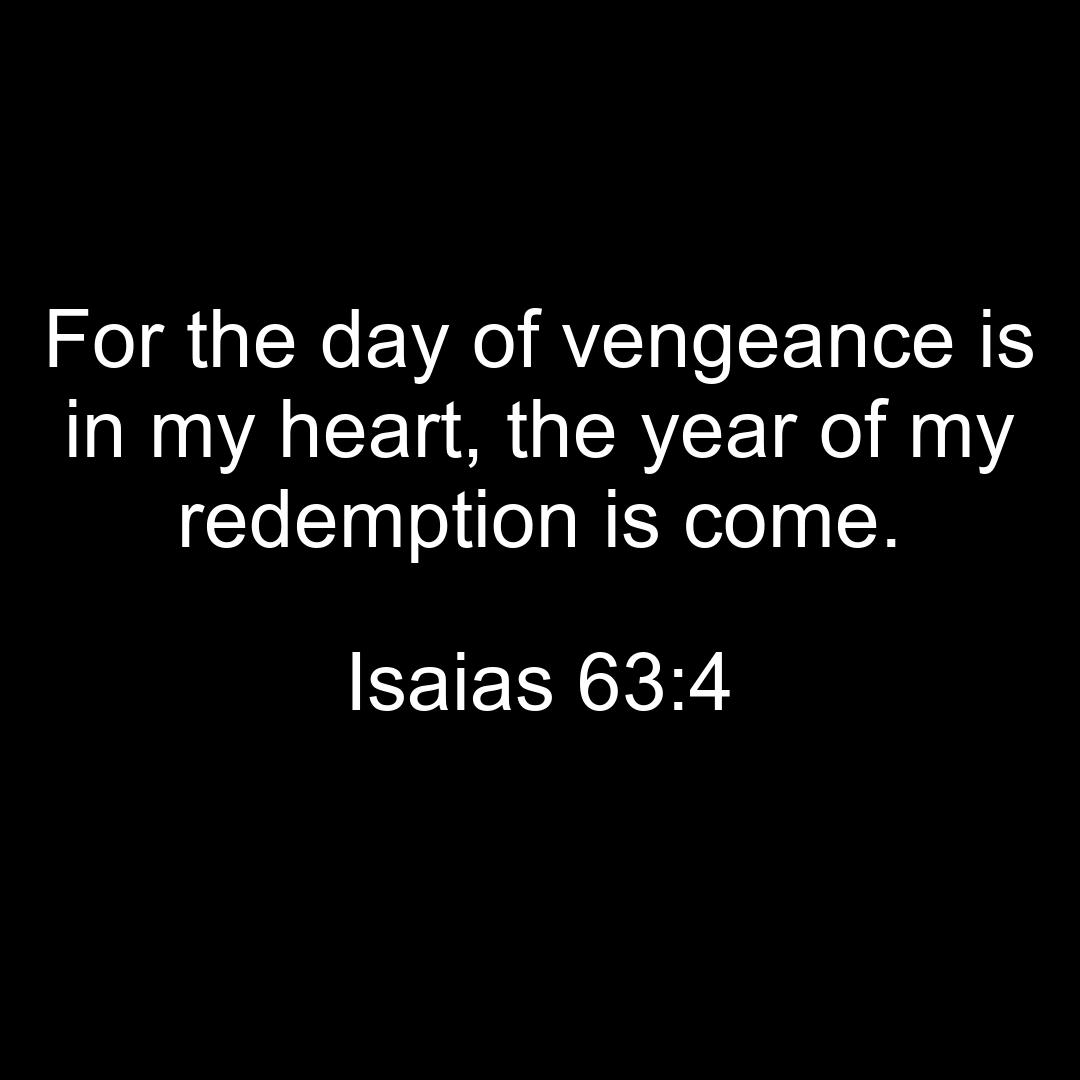 For the day of vengeance is
in my heart, the year of my
redemption is come.
Isaias 63:4